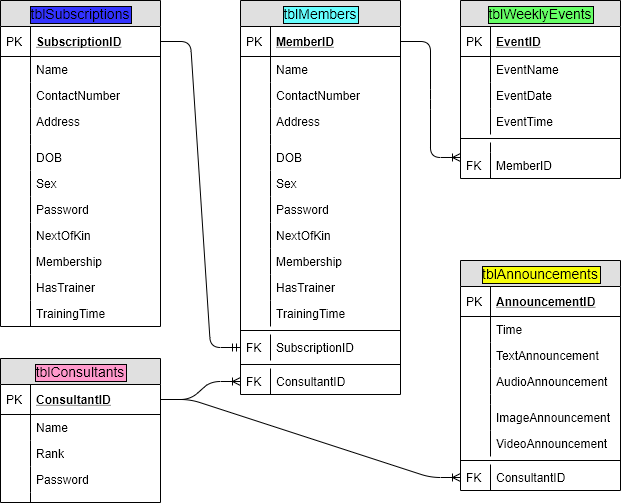 tblSubscriptions
PK SubscriptionID
Name
ContactNumber
Address
DOB
Sex
Password
NextOfKin
Membership
HasTrainer
TrainingTime
tblMembers
PK MemberID
Name
ContactNumber
Address
DOB
Sex
Password
NextOfKin
Membership
HasTrainer
TrainingTime
FK SubscriptionID
FK ConsultantID
tblWeeklyEvents
PK EventID
EventName
EventDate
EventTime
FK MemberID
tblConsultants
PK ConsultantID
Name
Rank
Password
tblAnnouncements
PK AnnouncementID
Time
TextAnnouncement
AudioAnnouncement
ImageAnnouncement
VideoAnnouncement
FK ConsultantID